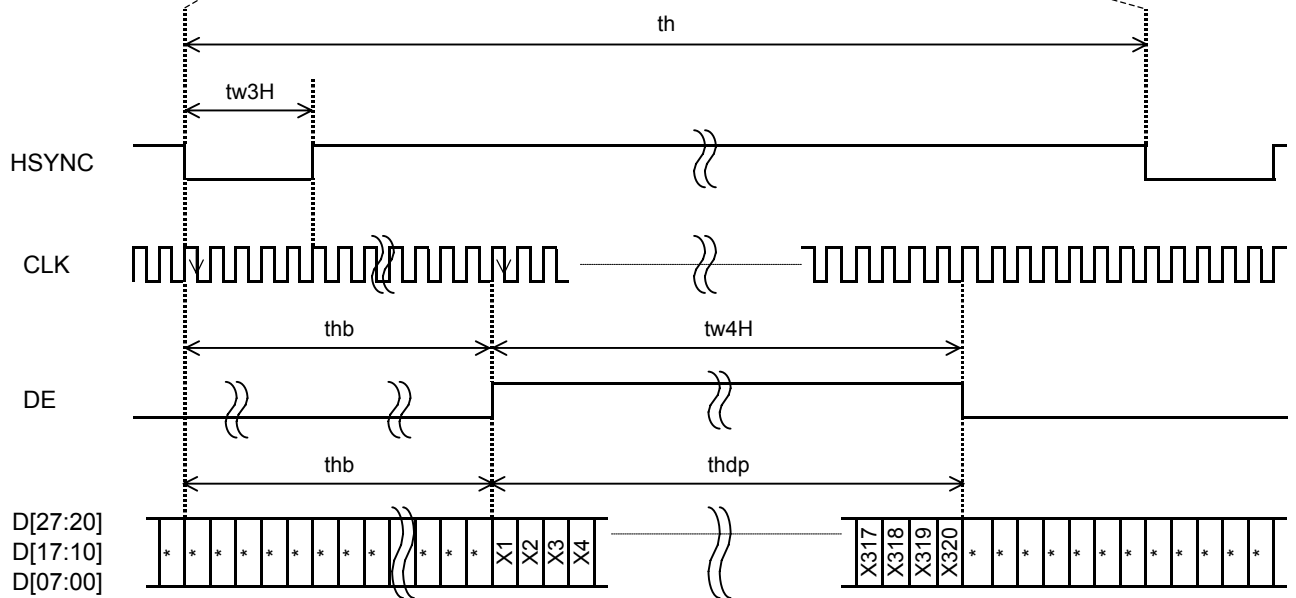 th
tw3H
HSYNC
CLK
thb
tw4H
DE
thb
thdp
D[27:20]
D[17:10]
D[07:00]
* * * * * * * * * * * * X1 X2 X3 X4
X317 X318 X319 X320 * * * * * * * * * * * *